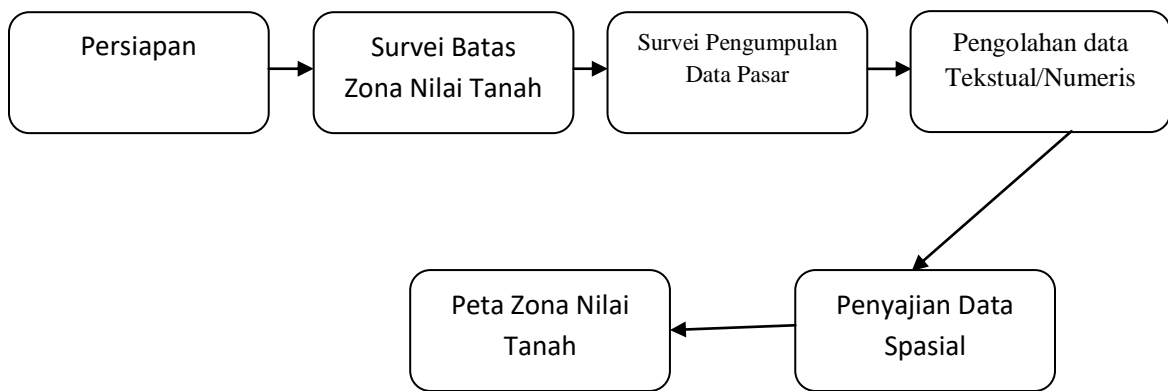 Persiapan
Survei Batas
Zona Nilai Tanah
Survei Pengumpulan
Data Pasar
Pengolahan data
Tekstual/Numeris
Penyajian Data
Spasial
Peta Zona Nilai
Tanah